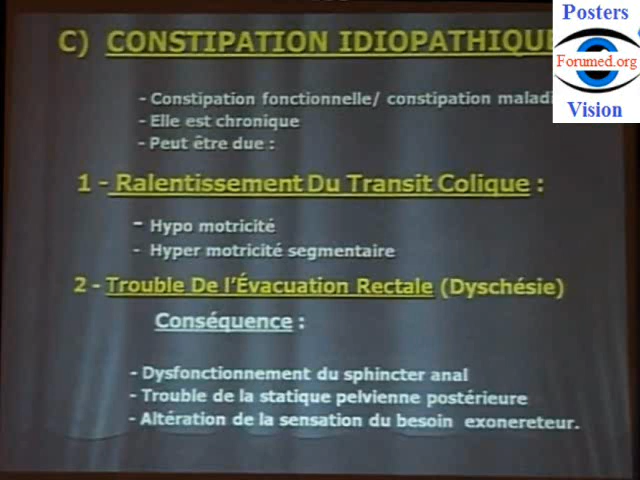 C) CONSTIPATION IDIOPATHIQUE
- Constipation fonctionnelle/ constipation maladi
- Elle est chronique
- Peut être due :
1 - Ralentissement Du Transit Colique :
- Hypo motricité
- Hyper motricité segmentaire
2 - Trouble De l'Évacuation Rectale (Dyschésie)
Conséquence :
- Dysfonctionnement du sphincter anal
- Trouble de la statique pelvienne postérieure
- Altération de la sensation du besoin exonereteur.
Posters
Forumed.org
Vision